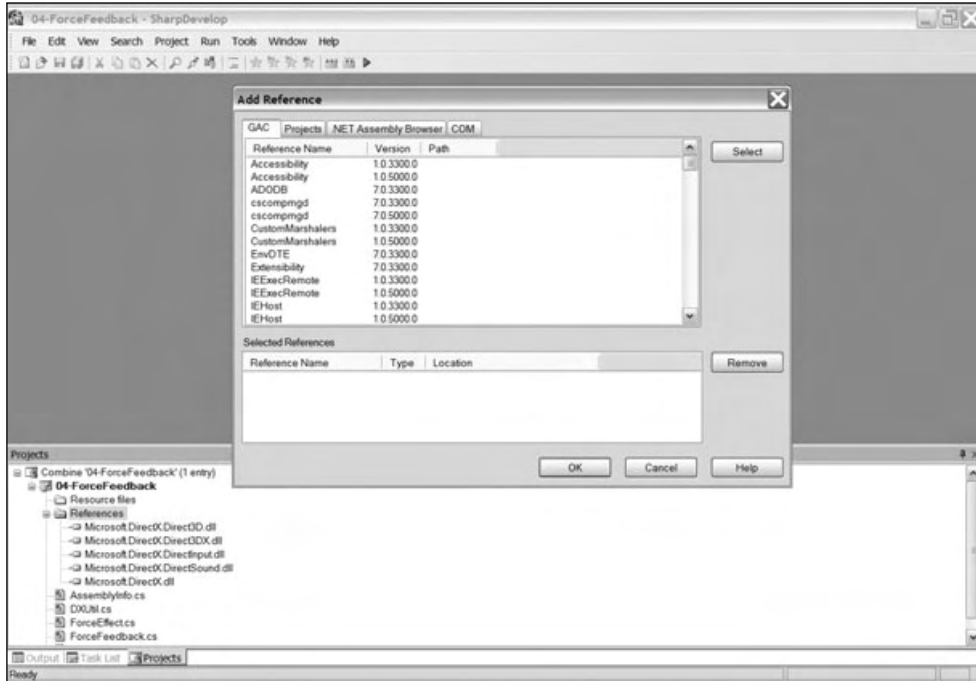 04-ForceFeedback - SharpDevelop
File Edit View Search Project Run Tools Window Help
Add Reference
GAC Projects .NET Assembly Browser COM
Reference Name Version Path
Accessibility 1.0.3300.0
Accessibility 1.0.5000.0
ADODB 7.0.3300.0
cscompmgd 7.0.3300.0
cscompmgd 7.0.5000.0
CustomMarshalers 1.0.3300.0
CustomMarshalers 1.0.5000.0
EnvDTE 7.0.3300.0
Extensibility 7.0.3300.0
IEExecRemote 1.0.3300.0
IEExecRemote 1.0.5000.0
IEHost 1.0.3300.0
IEHost 1.0.5000.0
Select
Selected References
Reference Name Type Location
Remove
OK Cancel Help
Projects
Combine '04-ForceFeedback' (1 entry)
04-ForceFeedback
Resource files
References
Microsoft.DirectX.Direct3D.dll
Microsoft.DirectX.Direct3DX.dll
Microsoft.DirectX.DirectInput.dll
Microsoft.DirectX.DirectSound.dll
Microsoft.DirectX.dll
AssemblyInfo.cs
DXUtil.cs
ForceEffect.cs
ForceFeedback.cs
Output Task List Projects
Ready